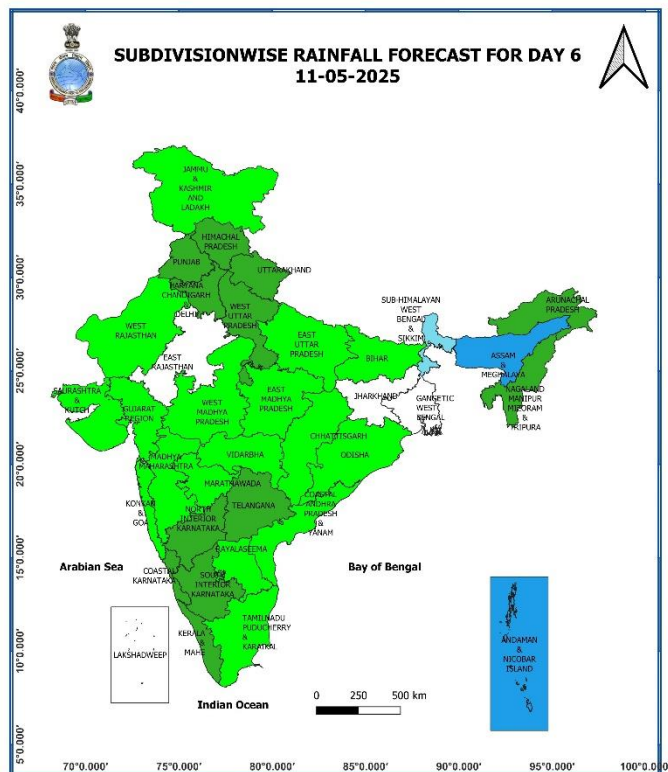 SUBDIVISIONWISE RAINFALL FORECAST FOR DAY 6
11-05-2025
JAMMU
&
KASHMIR
AND
LADAKH
HIMACHAL
PRADESH
PUNJAB
UTTARAKHAND
HARYANA
CHANDIGARH
DELHI
WEST
UTTAR
PRADESH
WEST
RAJASTHAN
EAST
RAJASTHAN
EAST
UTTAR
PRADESH
BIHAR
SUB-HIMALAYAN
WEST
BENGAL
&
SIKKIM
ARUNACHAL
PRADESH
ASSAM
&
MEGHALAYA
NAGALAND
MANIPUR
MIZORAM
&
TRIPURA
SAURASHTRA
&
KUTCH
GUJARAT
REGION
WEST
MADHYA
PRADESH
EAST
MADHYA
PRADESH
JHARKHAND
GANGETIC
WEST
BENGAL
CHHATTISGARH
ODISHA
MADHYA
MAHARASHTRA
VIDARBHA
MARATHAWADA
KONKAN
&
GOA
TELANGANA
COASTAL
ANDHRA
PRADESH
&
YANAM
NORTH
INTERIOR
KARNATAKA
RAYALASEEMA
COASTAL
KARNATAKA
SOUTH
INTERIOR
KARNATAKA
TAMILNADU
PUDUCHERRY
&
KARAIKAL
KERALA
&
MAHE
LAKSHADWEEP
ANDAMAN
&
NICOBAR
ISLAND
Arabian Sea
Bay of Bengal
Indian Ocean
0 250 500 km
40°0.000'
35°0.000'
30°0.000'
25°0.000'
20°0.000'
15°0.000'
10°0.000'
5°0.000'
70°0.000' 75°0.000' 80°0.000' 85°0.000' 90°0.000' 95°0.000' 100°0.000'